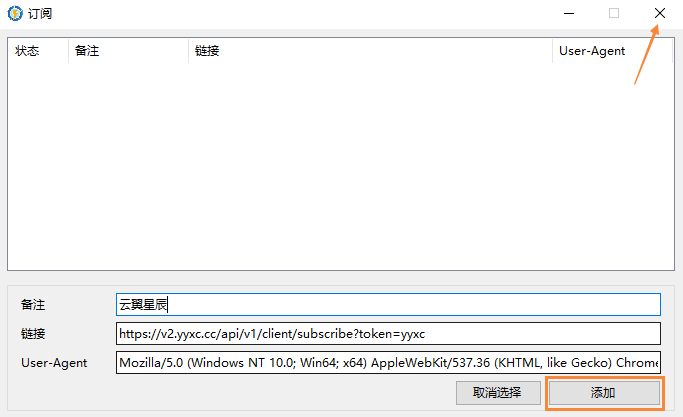 订阅
状态 备注 链接 User-Agent
备注 云翼星辰
链接 https://v2.yyxc.cc/api/v1/client/subscribe?token=yyxc
User-Agent Mozilla/5.0 (Windows NT 10.0; Win64; x64) AppleWebKit/537.36 (KHTML, like Gecko) Chrome
取消选择 添加